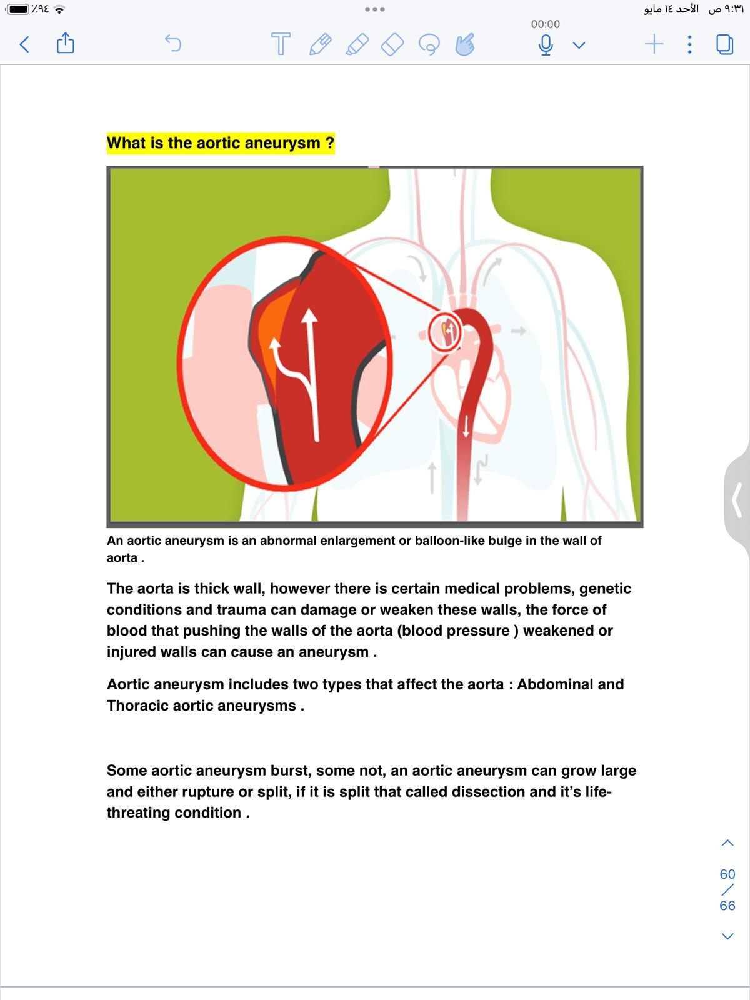 ٩:٣١ ص الأحد ١٤ مايو
٪٩٤
00:00
What is the aortic aneurysm ?
An aortic aneurysm is an abnormal enlargement or balloon-like bulge in the wall of
aorta .
The aorta is thick wall, however there is certain medical problems, genetic
conditions and trauma can damage or weaken these walls, the force of
blood that pushing the walls of the aorta (blood pressure ) weakened or
injured walls can cause an aneurysm .
Aortic aneurysm includes two types that affect the aorta : Abdominal and
Thoracic aortic aneurysms .
Some aortic aneurysm burst, some not, an aortic aneurysm can grow large
and either rupture or split, if it is split that called dissection and it’s life-
threating condition .
60
/
66